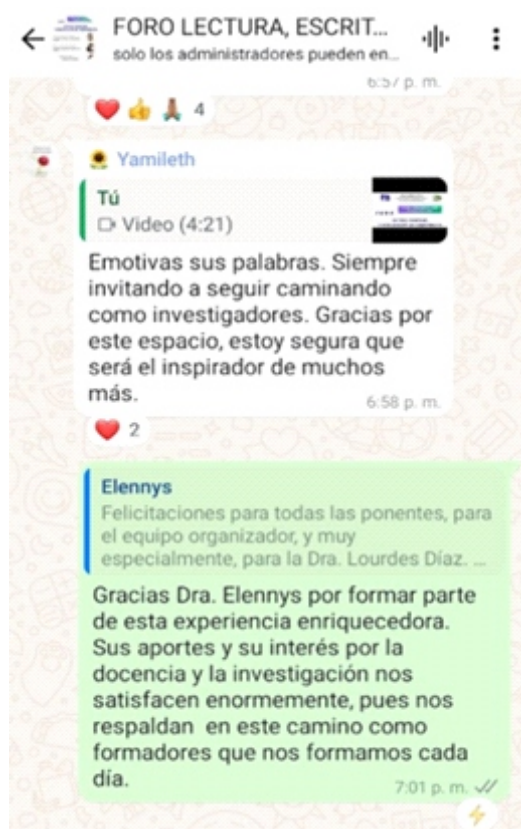 FORO LECTURA, ESCRIT...
solo los administradores pueden en...
6:57 p. m.
4
Yamileth
Tú
Video (4:21)
Emotivas sus palabras. Siempre
invitando a seguir caminando
como investigadores. Gracias por
este espacio, estoy segura que
será el inspirador de muchos
más.
6:58 p. m.
2
Elennys
Felicitaciones para todas las ponentes, para
el equipo organizador, y muy
especialmente, para la Dra. Lourdes Díaz. ...
Gracias Dra. Elennys por formar parte
de esta experiencia enriquecedora.
Sus aportes y su interés por la
docencia y la investigación nos
satisfacen enormemente, pues nos
respaldan en este camino como
formadores que nos formamos cada
día.
7:01 p. m.